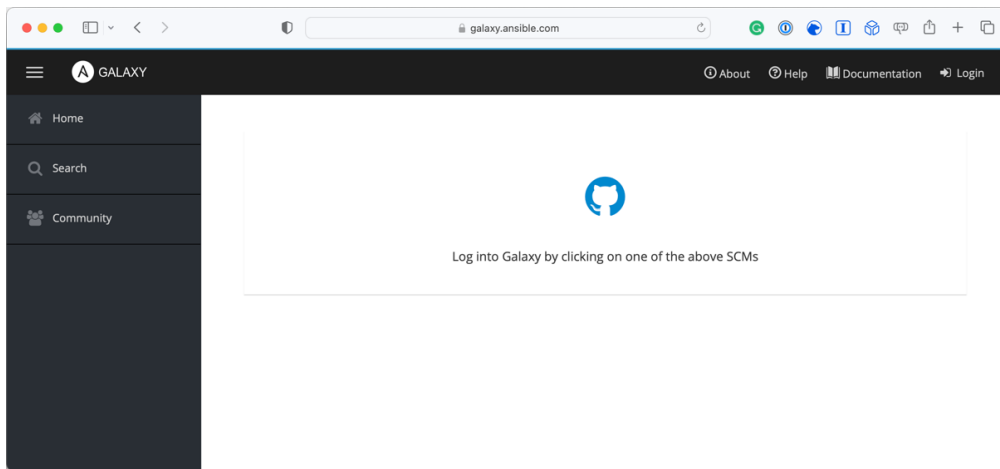 galaxy.ansible.com
A GALAXY
About Help Documentation Login
Home
Search
Community
Log into Galaxy by clicking on one of the above SCMs